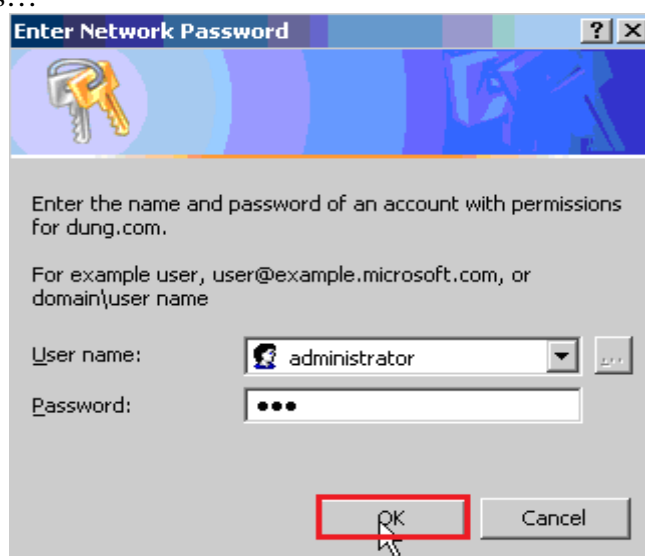 Enter Network Password
Enter the name and password of an account with permissions
for dung.com.
For example user, user@example.microsoft.com, or
domain\user name
User name:
administrator
...
Password:
•••
OK
Cancel